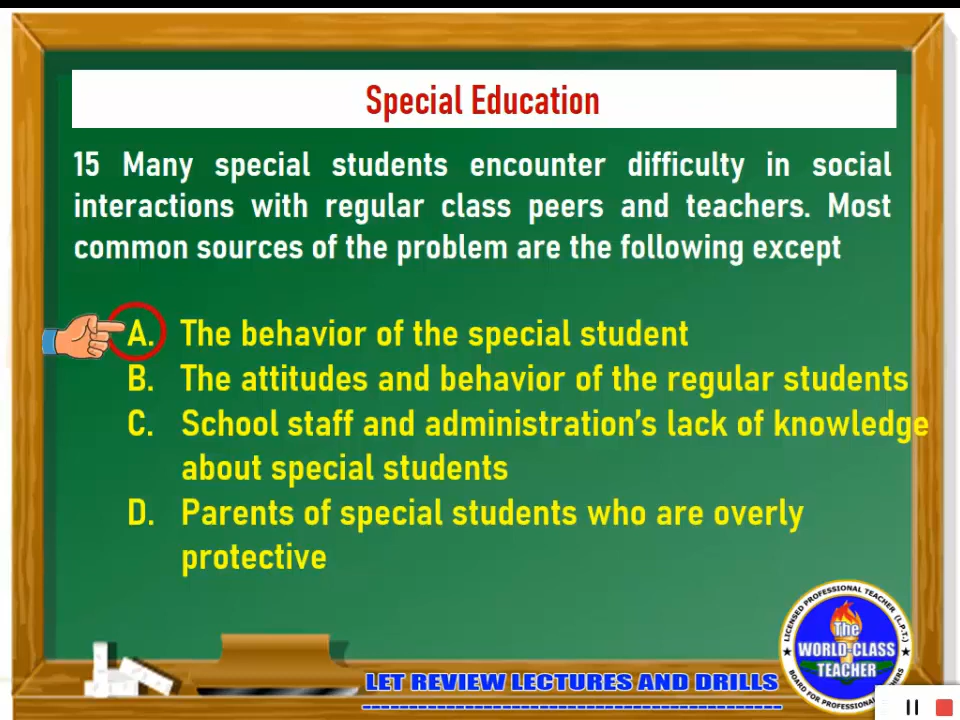 Special Education
15 Many special students encounter difficulty in social
interactions with regular class peers and teachers. Most
common sources of the problem are the following except
A. The behavior of the special student
B. The attitudes and behavior of the regular students
C. School staff and administration's lack of knowledge
about special students
D. Parents of special students who are overly
protective
LICENSED PROFESSIONAL TEACHER (L.P.T.)
The
WORLD-CLASS
TEACHER
BOARD FOR PROFESSIONAL
LET REVIEW LECTURES AND DRILLS